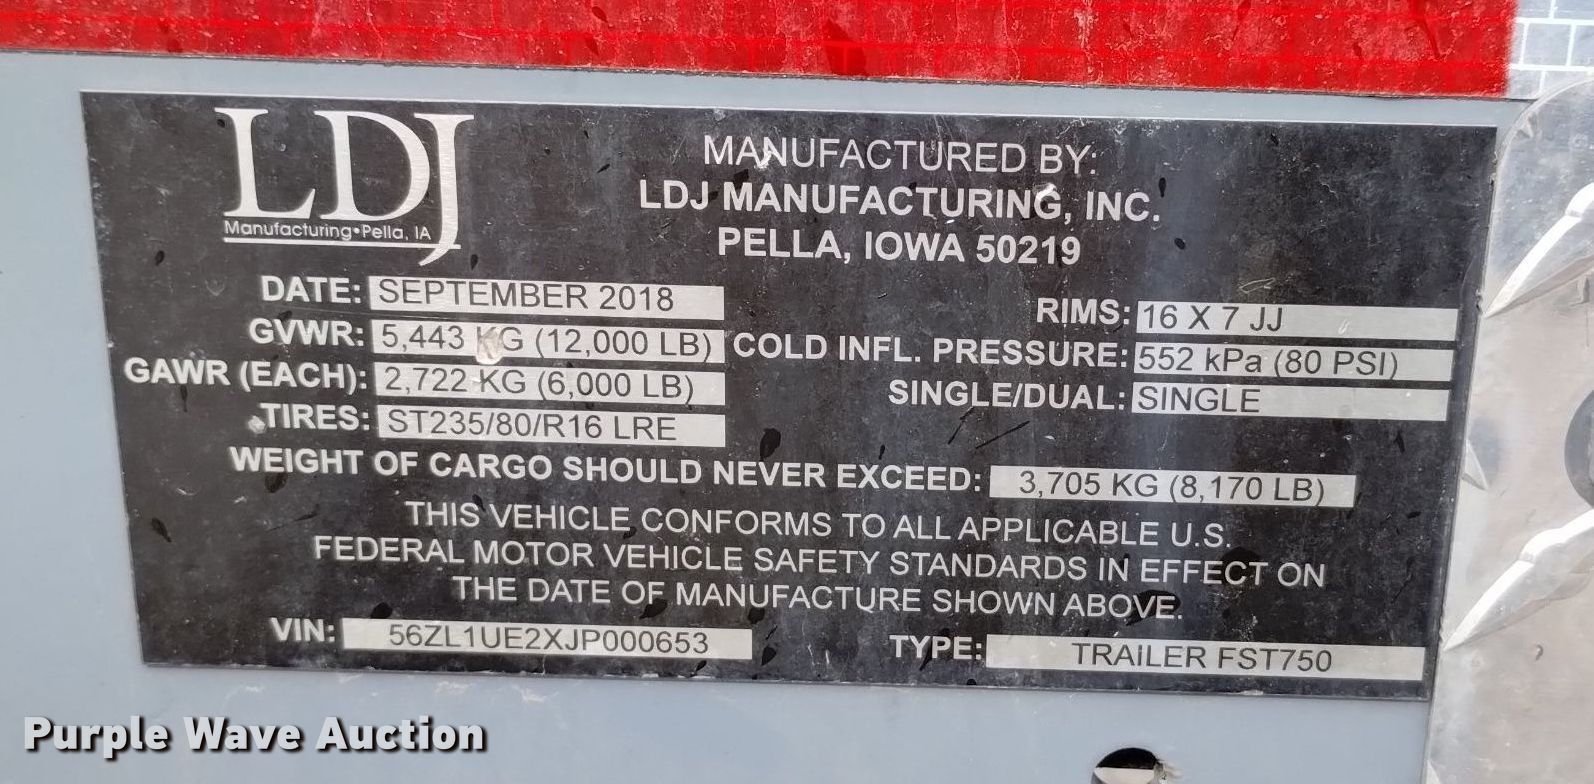 LDJ
Manufacturing•Pella, IA
MANUFACTURED BY:
LDJ MANUFACTURING, INC.
PELLA, IOWA 50219
DATE: SEPTEMBER 2018
GVWR: 5,443 KG (12,000 LB)
GAWR (EACH): 2,722 KG (6,000 LB)
TIRES: ST235/80/R16 LRE
RIMS: 16 X 7 JJ
COLD INFL. PRESSURE: 552 kPa (80 PSI)
SINGLE/DUAL: SINGLE
WEIGHT OF CARGO SHOULD NEVER EXCEED: 3,705 KG (8,170 LB)
THIS VEHICLE CONFORMS TO ALL APPLICABLE U.S.
FEDERAL MOTOR VEHICLE SAFETY STANDARDS IN EFFECT ON
THE DATE OF MANUFACTURE SHOWN ABOVE.
VIN: 56ZL1UE2XJP000653
TYPE: TRAILER FST750
Purple Wave Auction